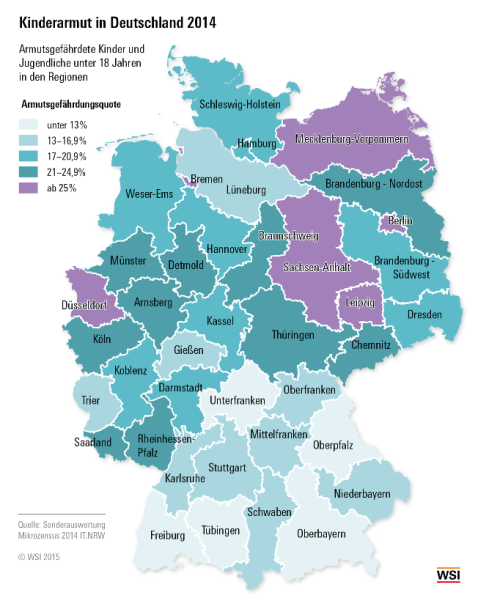 Kinderarmut in Deutschland 2014
Armutsgefährdete Kinder und
Jugendliche unter 18 Jahren
in den Regionen
Armutsgefährdungsquote
unter 13%
13–16,9%
17–20,9%
21–24,9%
ab 25%
Schleswig-Holstein
Hamburg
Mecklenburg-Vorpommern
Bremen
Lüneburg
Brandenburg - Nordost
Weser-Ems
Berlin
Braunschweig
Hannover
Münster
Detmold
Sachsen-Anhalt
Brandenburg -
Südwest
Düsseldorf
Arnsberg
Leipzig
Kassel
Dresden
Köln
Thüringen
Chemnitz
Gießen
Koblenz
Darmstadt
Trier
Unterfranken
Oberfranken
Saarland
Rheinhessen-
Pfalz
Mittelfranken
Oberpfalz
Stuttgart
Karlsruhe
Niederbayern
Schwaben
Freiburg
Tübingen
Oberbayern
Quelle: Sonderauswertung
Mikrozensus 2014 IT.NRW
© WSI 2015
WSI